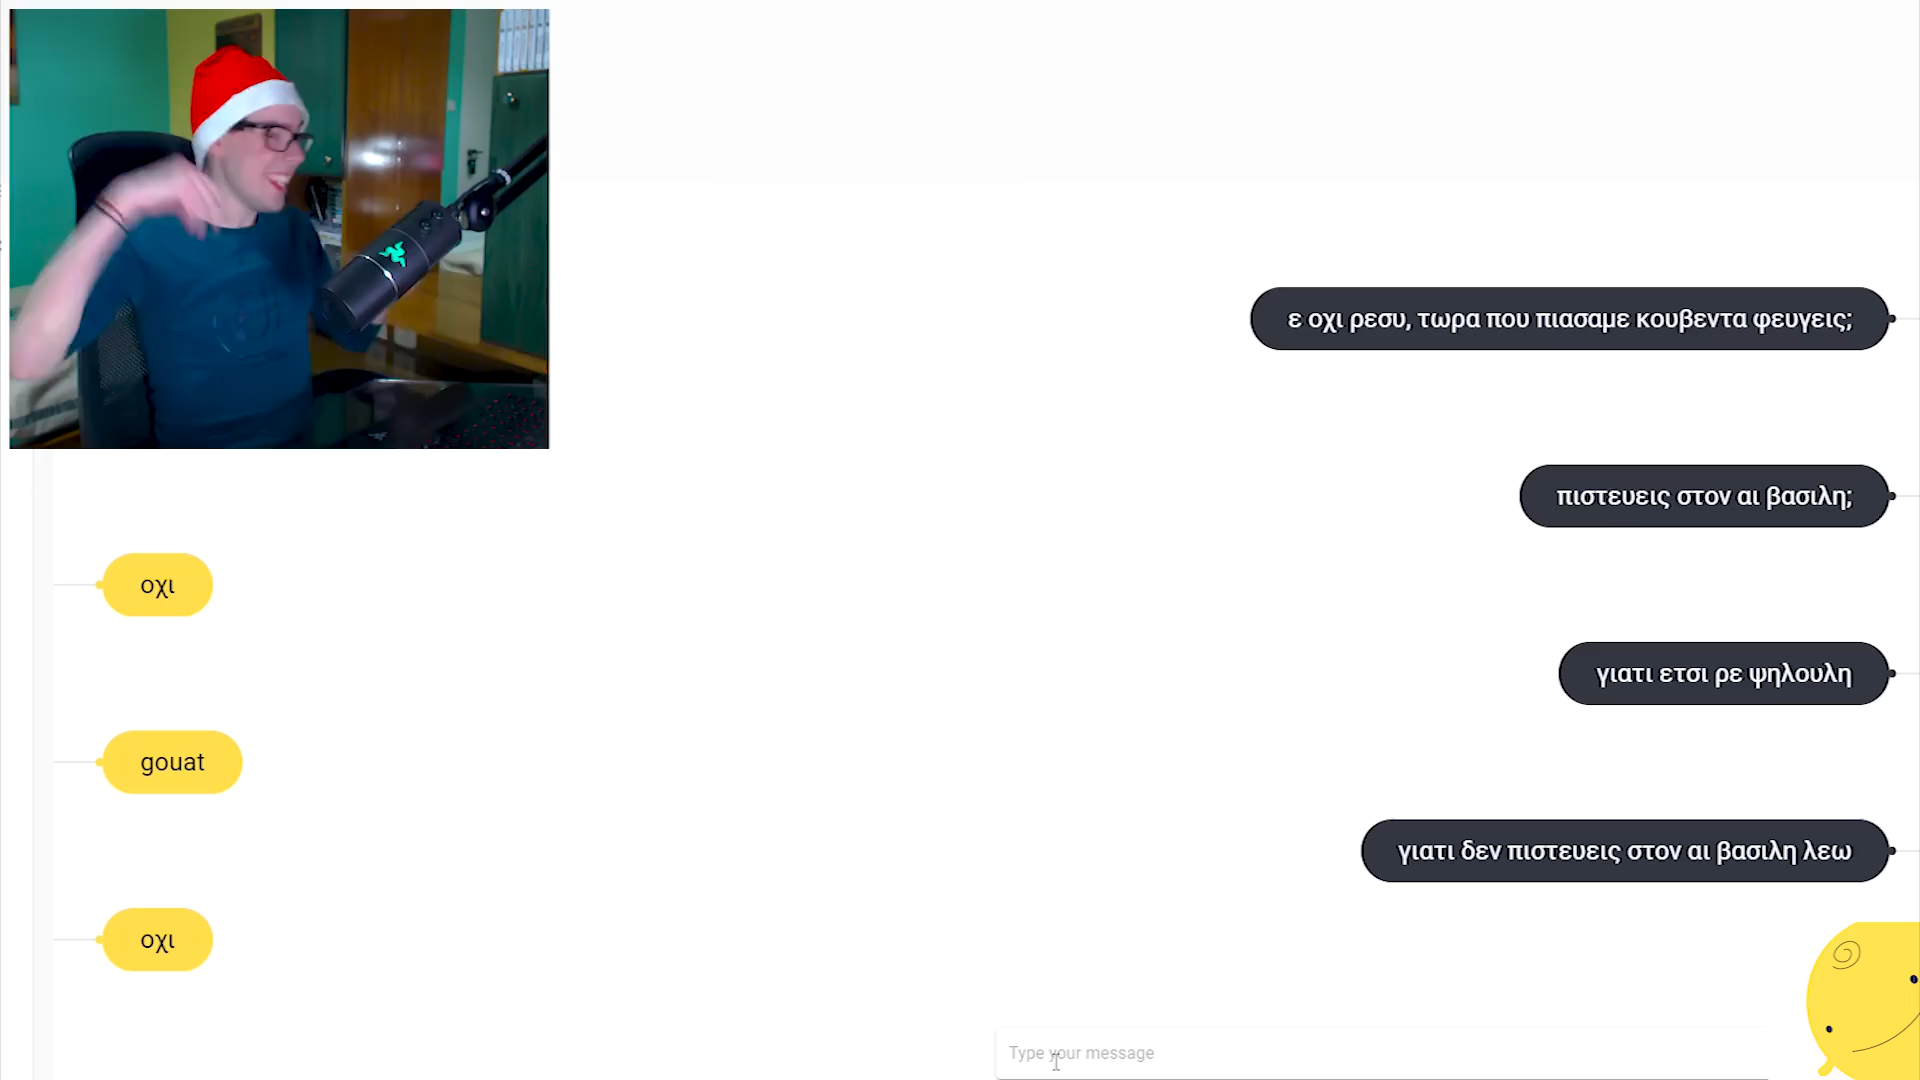 ε οχι ρεσυ, τωρα που πιασαμε κουβεντα φευγεις;
πιστευεις στον αι βασιλη;
οχι
γιατι ετσι ρε ψηλουλη
gouat
γιατι δεν πιστευεις στον αι βασιλη λεω
οχι
Type your message